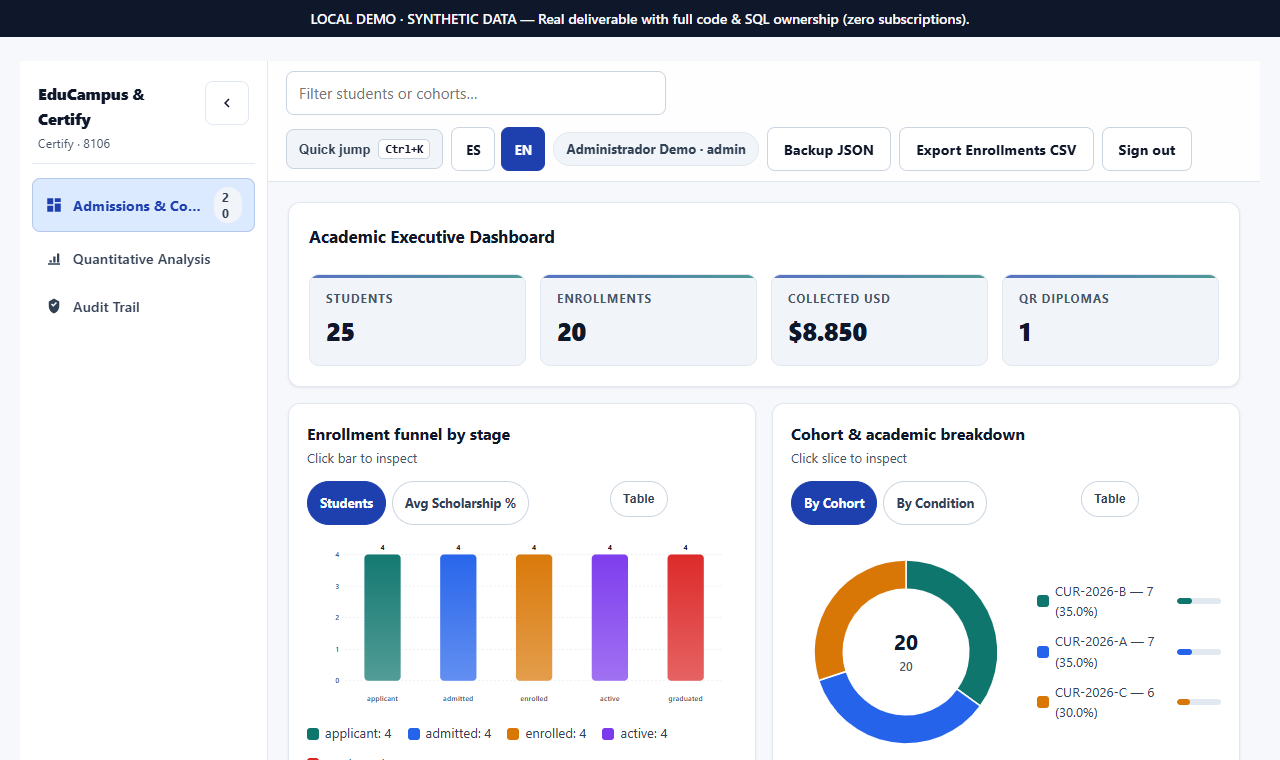 LOCAL DEMO · SYNTHETIC DATA — Real deliverable with full code & SQL ownership (zero subscriptions).
EduCampus &
Certify
Certify · 8106
Admissions & Co...
2
0
Quantitative Analysis
Audit Trail
Filter students or cohorts...
Quick jump Ctrl+K
ES
EN
Administrador Demo · admin
Backup JSON
Export Enrollments CSV
Sign out
Academic Executive Dashboard
STUDENTS
25
ENROLLMENTS
20
COLLECTED USD
$8.850
QR DIPLOMAS
1
Enrollment funnel by stage
Click bar to inspect
Students
Avg Scholarship %
Table
4 4 4 4 4
4
3
2
1
0
applicant admitted enrolled active graduated
applicant: 4 admitted: 4 enrolled: 4 active: 4
Cohort & academic breakdown
Click slice to inspect
By Cohort
By Condition
Table
20
20
CUR-2026-B — 7
(35.0%)
CUR-2026-A — 7
(35.0%)
CUR-2026-C — 6
(30.0%)